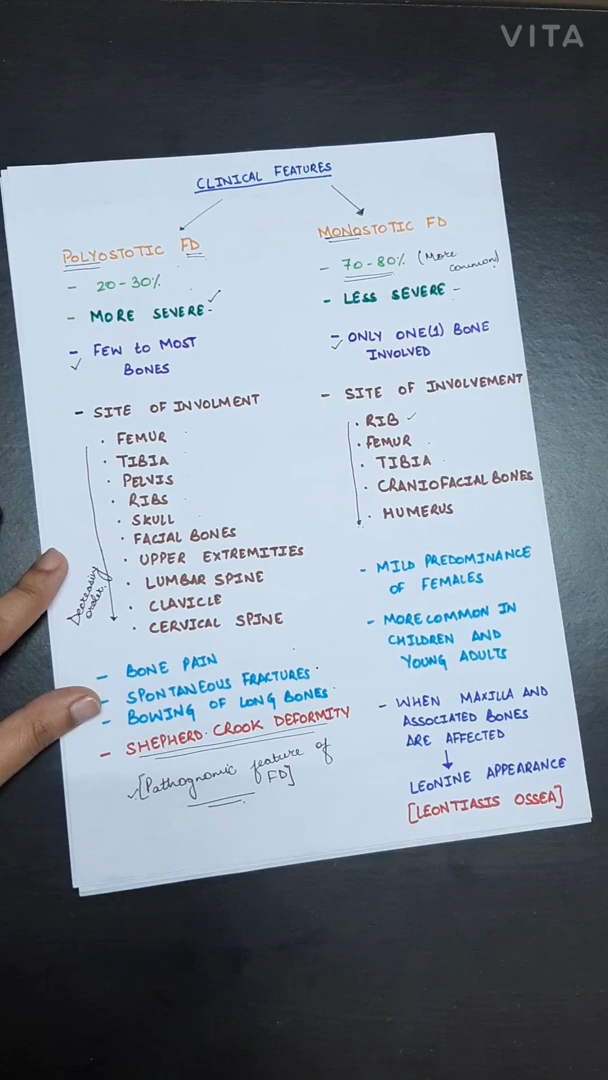 VITA
CLINICAL FEATURES
POLYOSTOTIC FD
- 20-30%
- MORE SEVERE -
- FEW TO MOST
BONES
- SITE OF INVOLMENT
· FEMUR
· TIBIA
· PELVIS
· RIBS
· SKULL
· FACIAL BONES
· UPPER EXTREMITIES
· LUMBAR SPINE
· CLAVICLE
· CERVICAL SPINE
Decreasing
order.
- BONE PAIN
- SPONTANEOUS FRACTURES
- BOWING OF LONG BONES
- SHEPHERD-CROOK DEFORMITY
[Pathognomic feature of
FD]
MONOSTOTIC FD
- 70-80% (More
common)
- LESS SEVERE -
- ONLY ONE(1) BONE
INVOLVED
- SITE OF INVOLVEMENT
· RIB
· FEMUR
· TIBIA
· CRANIOFACIAL BONES
· HUMERUS
- MILD PREDOMINANCE
OF FEMALES
- MORE COMMON IN
CHILDREN AND
YOUNG ADULTS
- WHEN MAXILLA AND
ASSOCIATED BONES
ARE AFFECTED
LEONINE APPEARANCE
[LEONTIASIS OSSEA]